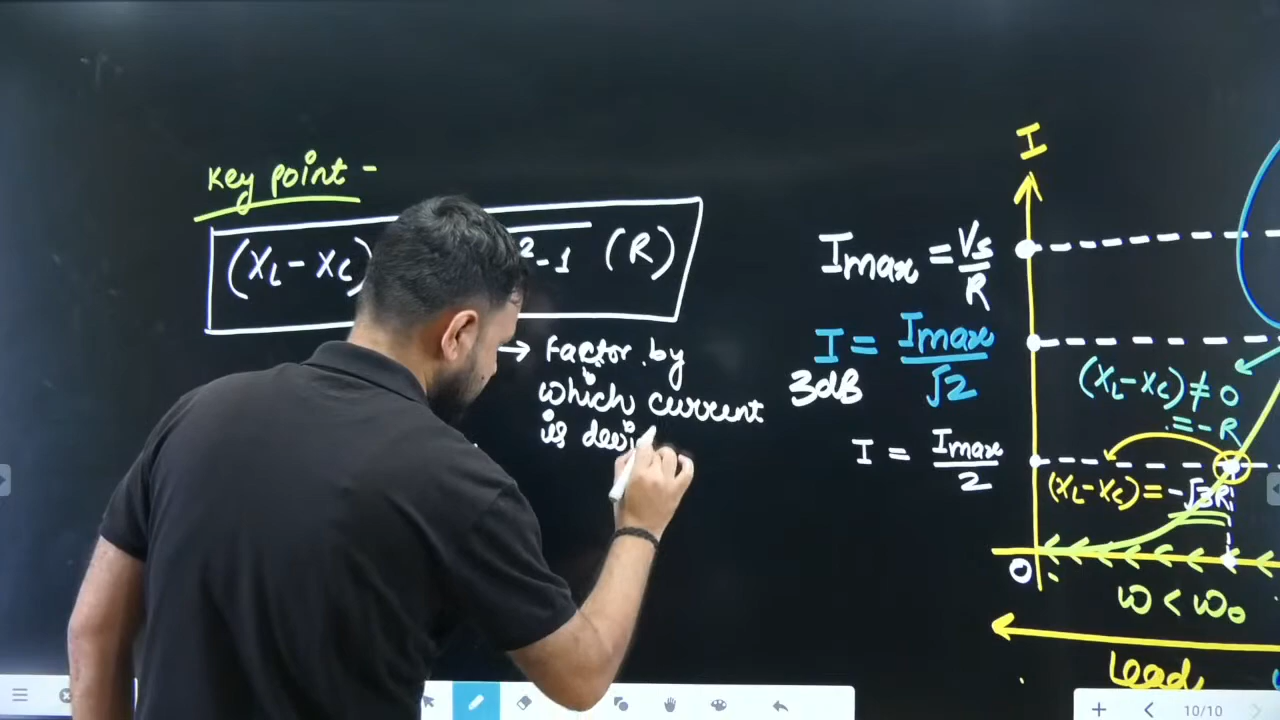 Key point -
(XL - XC)
2-1 (R)
→ Factor by
which current
is
Imax = Vs/R
I = Imax/√2
3dB
I = Imax/2
I
(XL - XC) ≠ 0
= - R
(XL - XC) = -√3R
0
ω < ω0
Lead
10/10